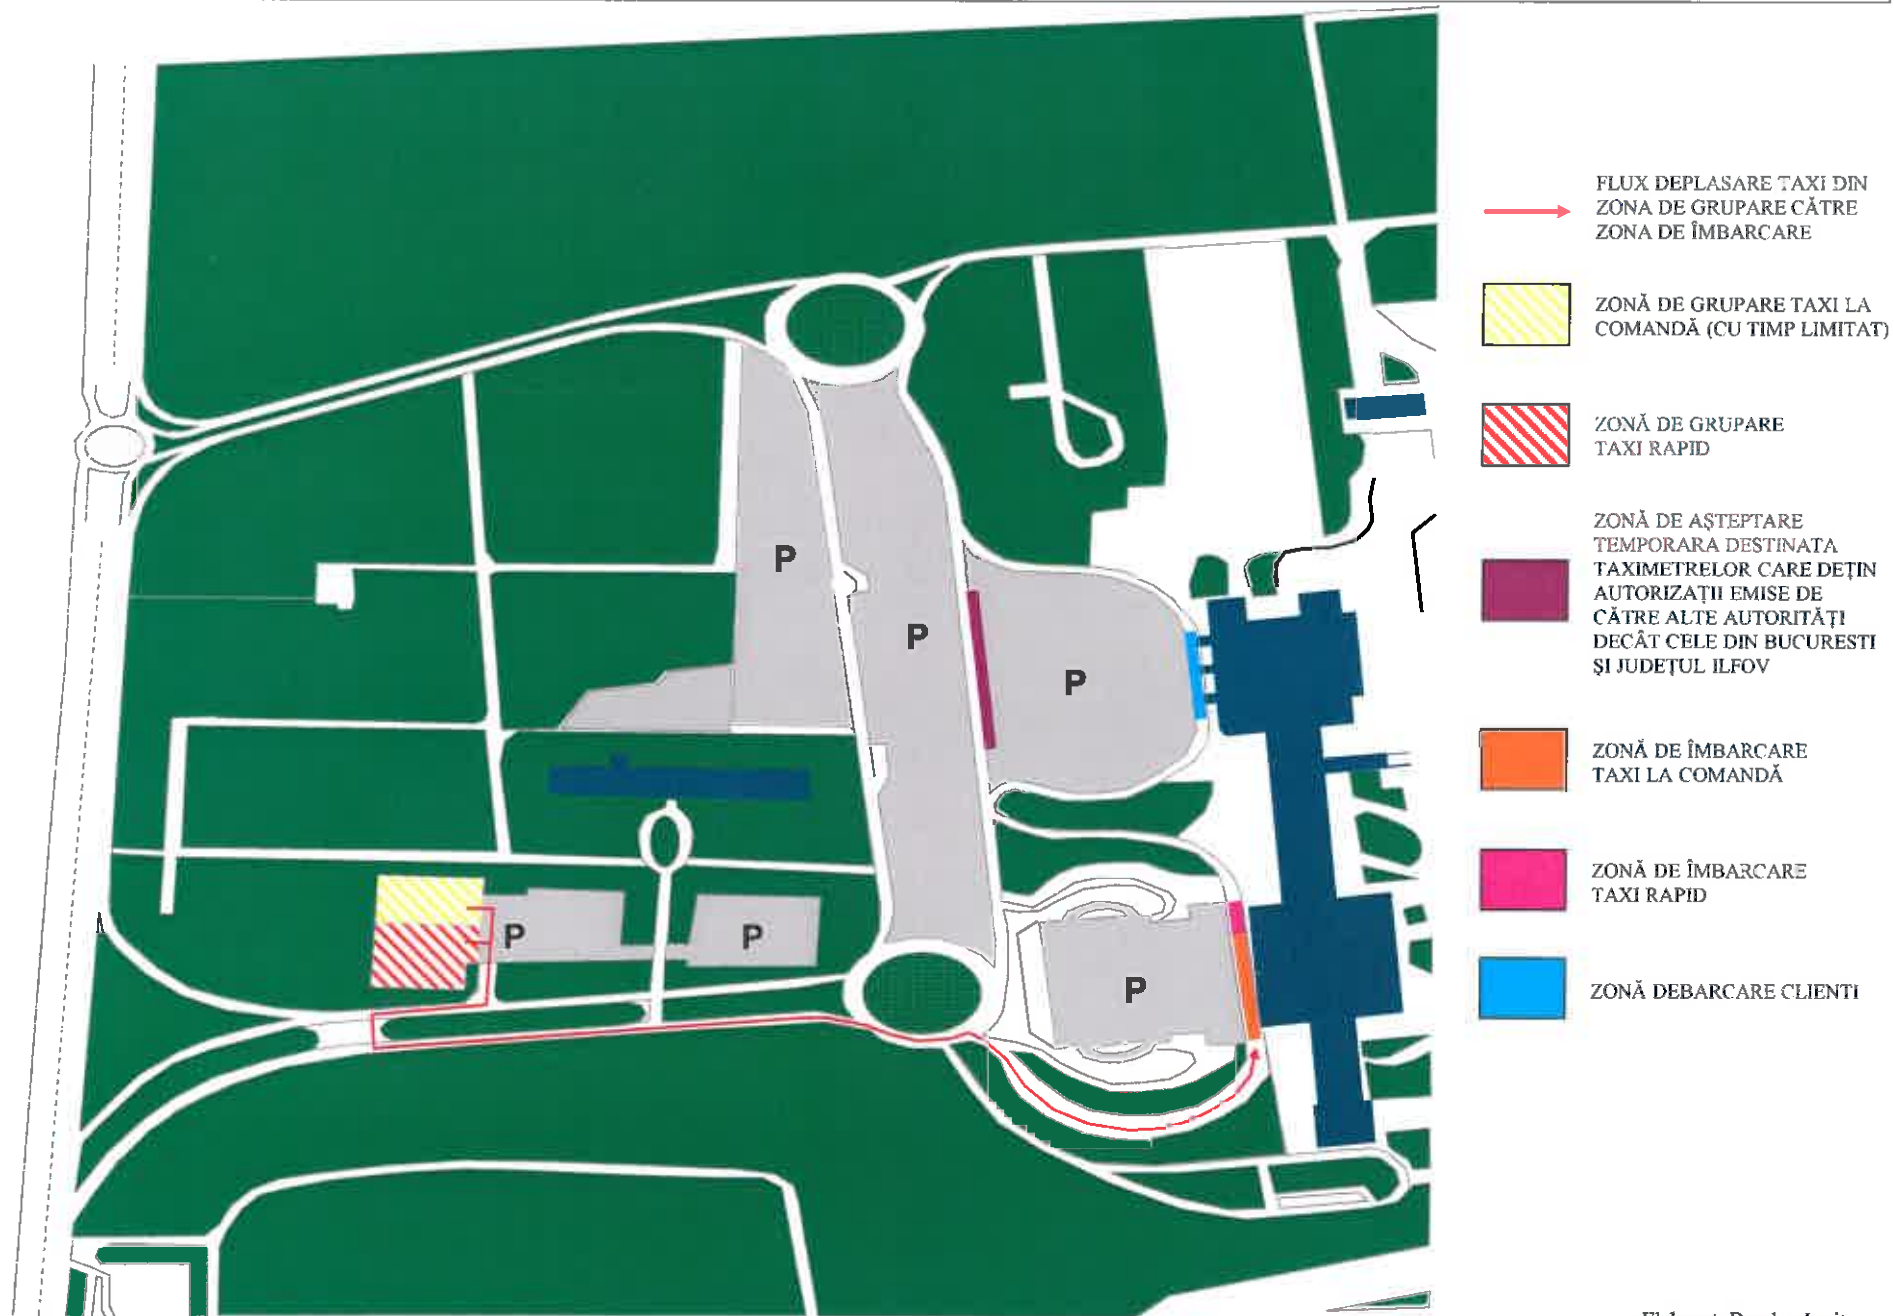 FLUX DEPLASARE TAXI DIN
ZONA DE GRUPARE CĂTRE
ZONA DE ÎMBARCARE
ZONĂ DE GRUPARE TAXI LA
COMANDĂ (CU TIMP LIMITAT)
ZONĂ DE GRUPARE
TAXI RAPID
ZONĂ DE AȘTEPTARE
TEMPORARA DESTINATA
TAXIMETRELOR CARE DEȚIN
AUTORIZAȚII EMISE DE
CĂTRE ALTE AUTORITĂȚI
DECÂT CELE DIN BUCURESTI
ȘI JUDEȚUL ILFOV
ZONĂ DE ÎMBARCARE
TAXI LA COMANDĂ
ZONĂ DE ÎMBARCARE
TAXI RAPID
ZONĂ DEBARCARE CLIENTI
P
P
P
P
P
P